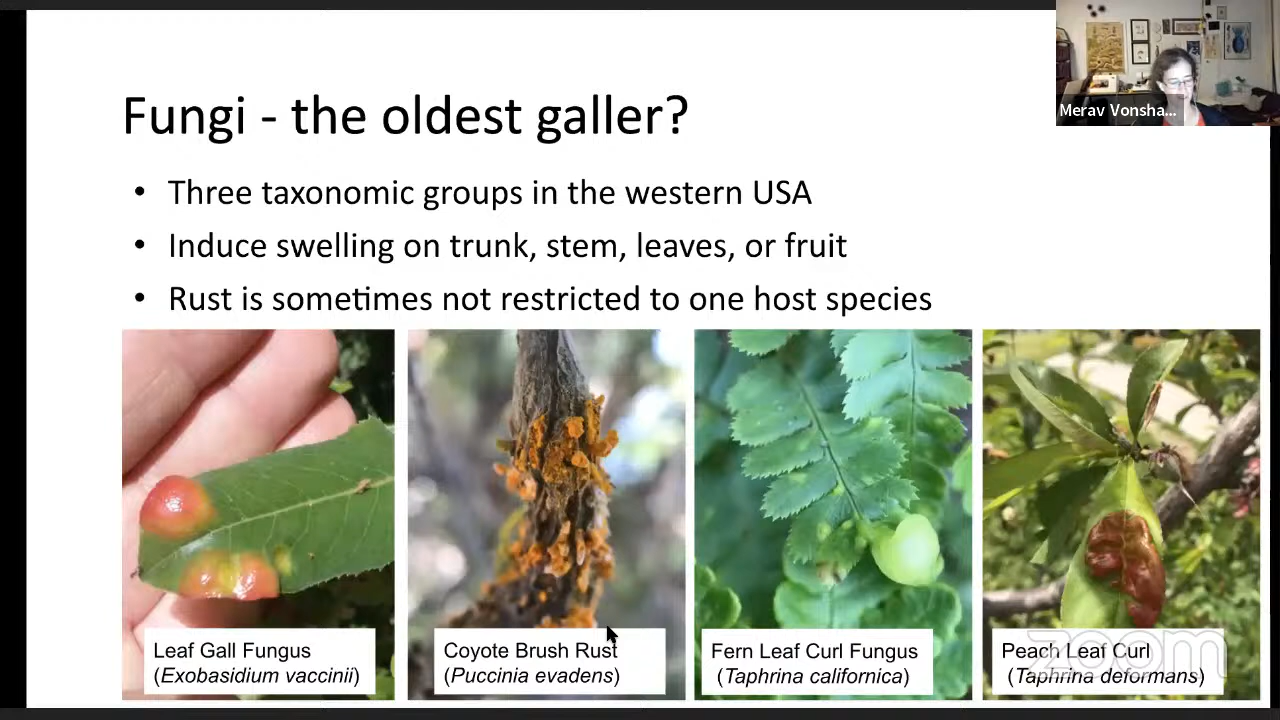 Merav Vonsha...
Fungi - the oldest galler?
• Three taxonomic groups in the western USA
• Induce swelling on trunk, stem, leaves, or fruit
• Rust is sometimes not restricted to one host species
Leaf Gall Fungus
(Exobasidium vaccinii)
Coyote Brush Rust
(Puccinia evadens)
Fern Leaf Curl Fungus
(Taphrina californica)
Peach Leaf Curl
(Taphrina deformans)
zoom